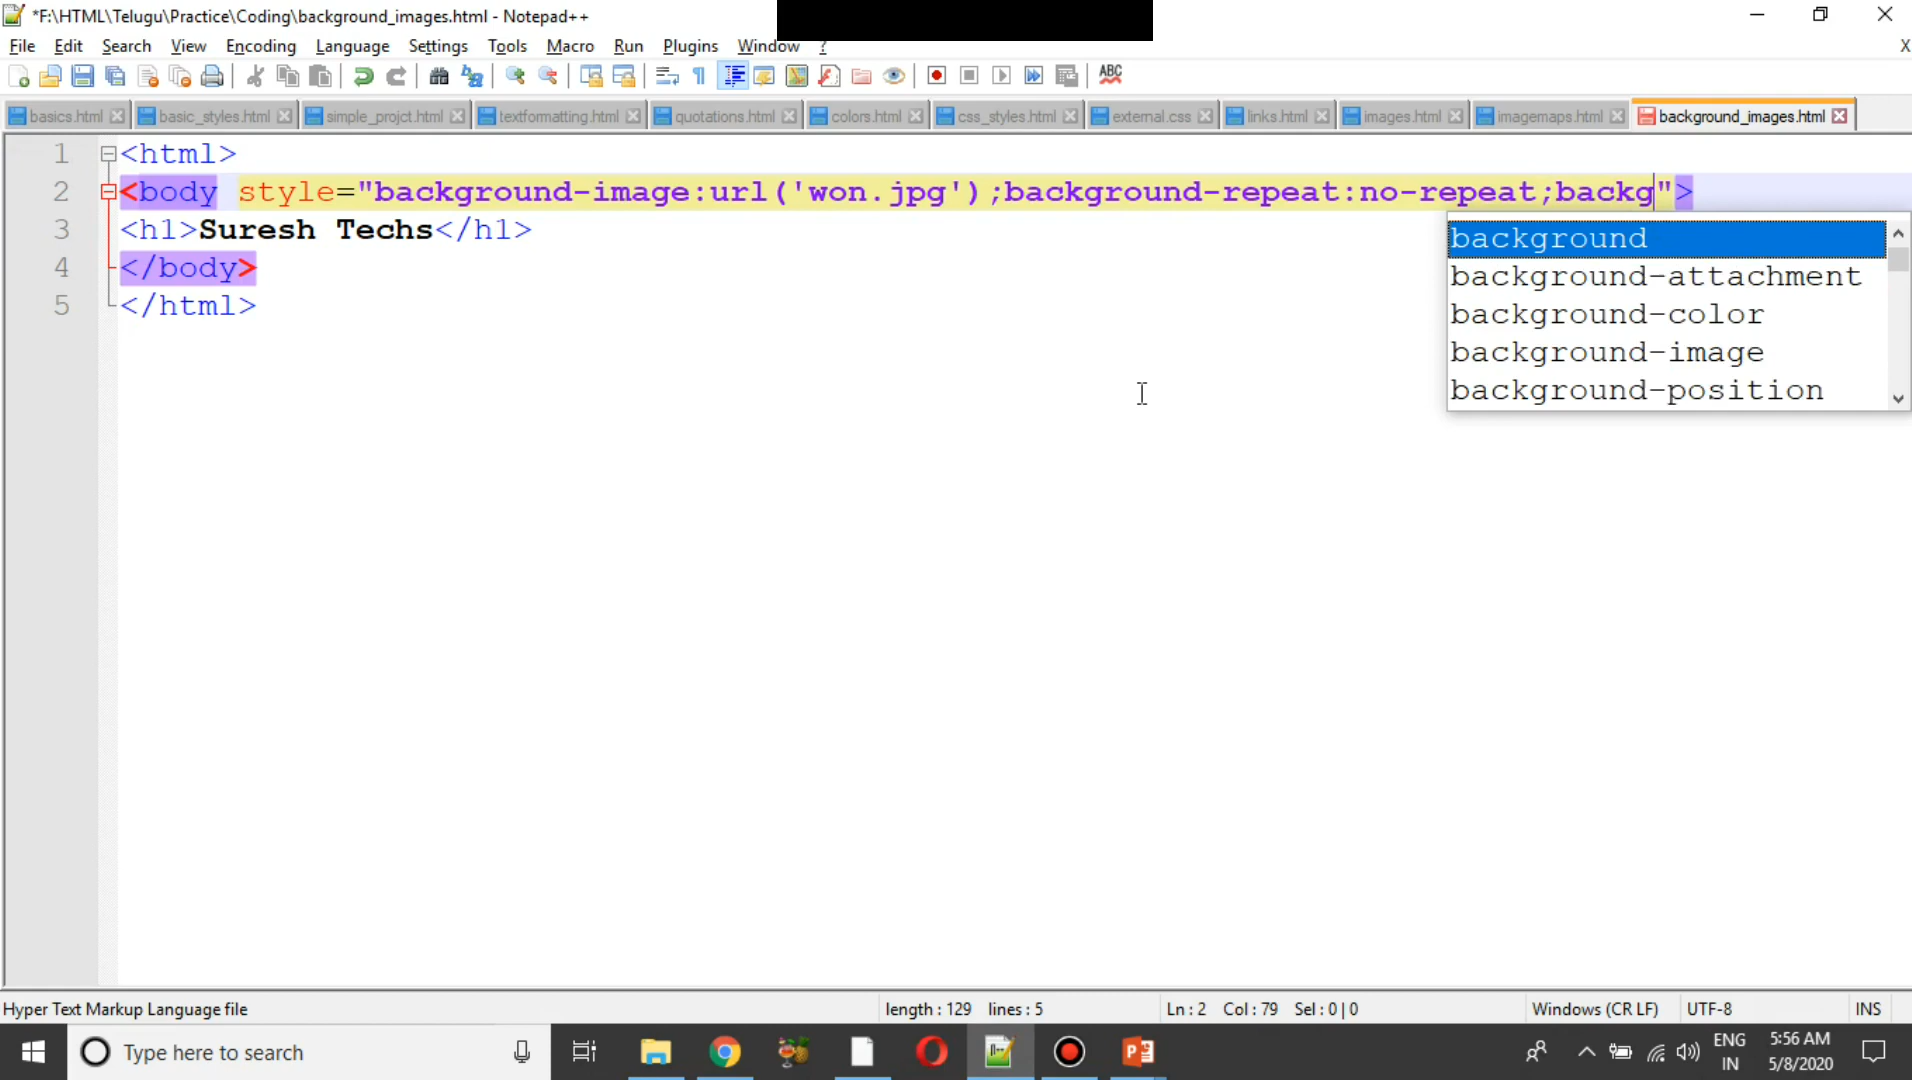 *F:\HTML\Telugu\Practice\Coding\background_images.html - Notepad++
File Edit Search View Encoding Language Settings Tools Macro Run Plugins Window ? X
ABC
basics.html basic_styles.html simple_projct.html textformatting.html quotations.html colors.html css_styles.html external.css links.html images.html imagemaps.html background_images.html
1 <html>
2 <body style="background-image:url('won.jpg');background-repeat:no-repeat;backg">
3 <h1>Suresh Techs</h1>
4 </body>
5 </html>
background
background-attachment
background-color
background-image
background-position
Hyper Text Markup Language file length : 129 lines : 5 Ln : 2 Col : 79 Sel : 0 | 0 Windows (CR LF) UTF-8 INS
Type here to search
ENG
IN
5:56 AM
5/8/2020